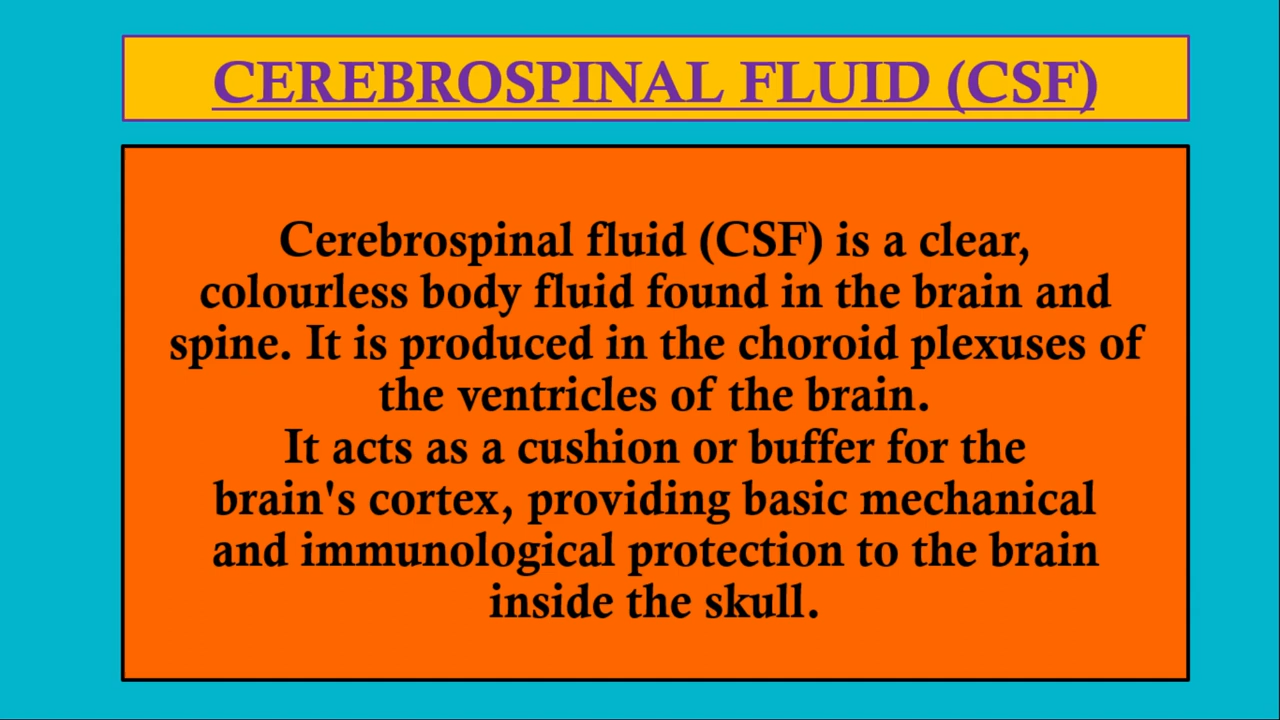 CEREBROSPINAL FLUID (CSF)
Cerebrospinal fluid (CSF) is a clear,
colourless body fluid found in the brain and
spine. It is produced in the choroid plexuses of
the ventricles of the brain.
It acts as a cushion or buffer for the
brain's cortex, providing basic mechanical
and immunological protection to the brain
inside the skull.